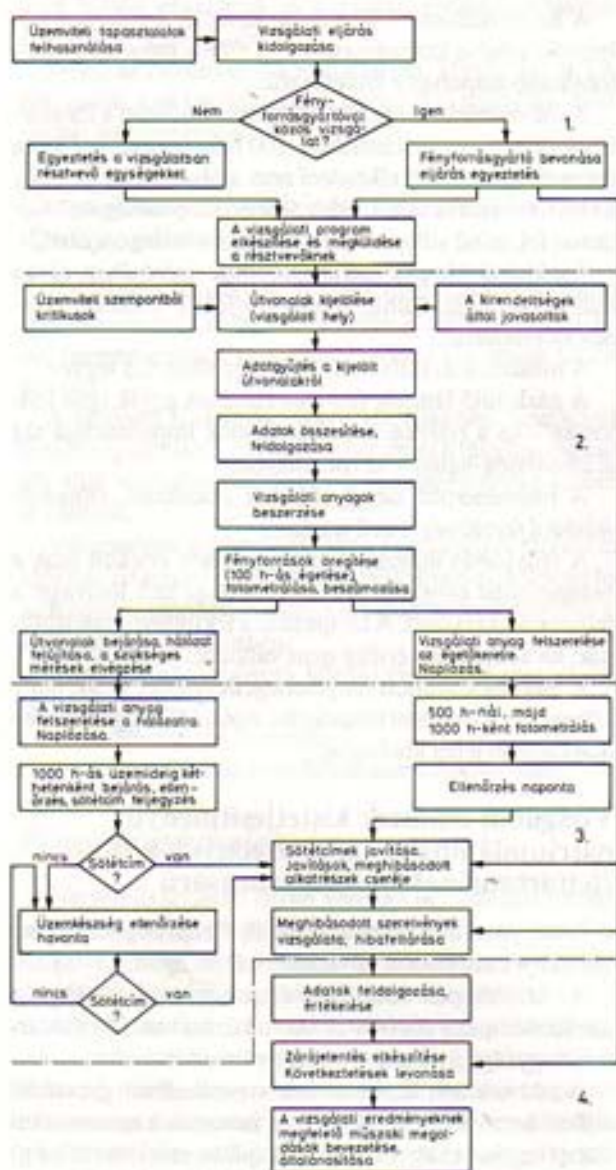 Üzemviteli tapasztalatok
felhasználása
Vizsgálati eljárás
kidolgozása
Fény-
forrásgyártóval
közös vizsgá-
lat?
Nem
Igen
1.
Egyeztetés a vizsgálatban
résztvevő egységekkel
Fényforrásgyártó bevonása
eljárás egyeztetés
A vizsgálati program
elkészítése és megküldése
a résztvevőknek
Üzemviteli szempontból
kritikusok
Útvonalak kijelölése
(vizsgálati hely)
A kirendeltségek
által javasoltak
Adatgyűjtés a kijelölt
útvonalakról
Adatok összesítése,
feldolgozása
2.
Vizsgálati anyagok
beszerzése
Fényforrások öregítése
(100 h-ás égetése),
fotometrálása, beszámozása
Útvonalak bejárása, hálózat
felújítása, a szükséges
mérések elvégzése
Vizsgálati anyag felszerelése
az égetőkeretre.
Naplózás.
A vizsgálati anyag
felszerelése a hálózatra.
Naplózása.
500 h-nál, majd
1000 h-ként fotometrálás
1000 h-ás üzemideig két-
hetenként bejárás, ellen-
őrzés, sötétcím feljegyzés
Ellenőrzés naponta
3.
nincs
Sötétcím
?
van
Sötétcímek javítása.
Javítások, meghibásodott
alkatrészek cseréje
Üzemkészség ellenőrzése
havonta
Meghibásodott szerelvények
vizsgálata, hibafeltárása
nincs
Sötétcím
?
van
Adatok feldolgozása,
értékelése
Zárójelentés elkészítése
Következtetések levonása
4.
A vizsgálati eredményeknek
megfelelő műszaki megol-
dások bevezetése,
általánosítása